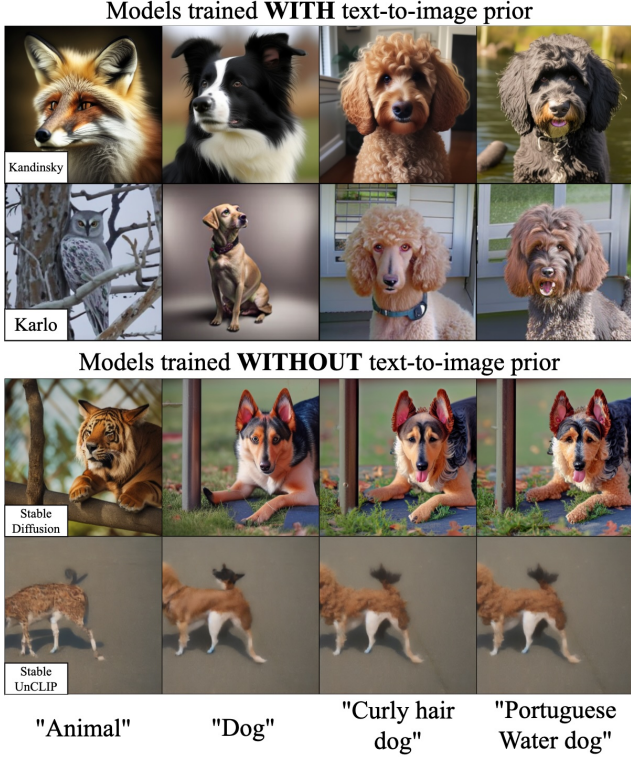 Models trained WITH text-to-image prior
Kandinsky
Karlo
Models trained WITHOUT text-to-image prior
Stable
Diffusion
Stable
UnCLIP
"Animal"
"Dog"
"Curly hair
dog"
"Portuguese
Water dog"